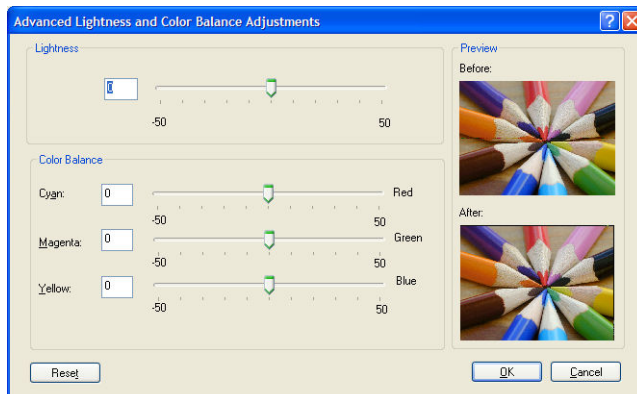 Advanced Lightness and Color Balance Adjustments
Lightness
0
-50 50
Color Balance
Cyan: 0 Red
-50 50
Magenta: 0 Green
-50 50
Yellow: 0 Blue
-50 50
Preview
Before:
After:
Reset
OK Cancel